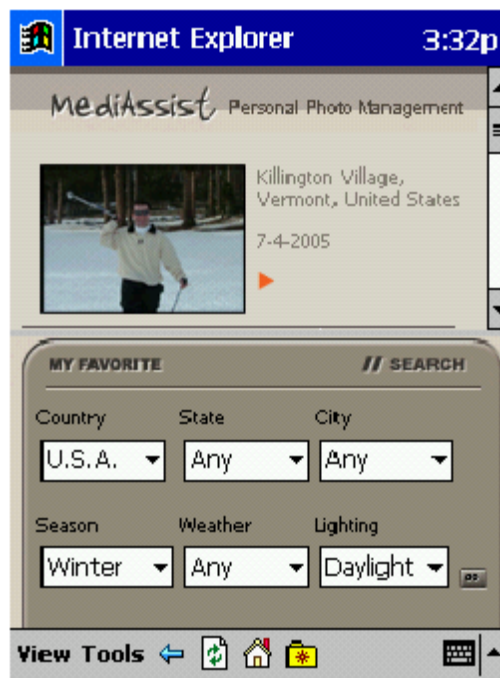 Internet Explorer 3:32p
MediAssist Personal Photo Management
Killington Village,
Vermont, United States
7-4-2005
MY FAVORITE // SEARCH
Country State City
U.S.A. Any Any
Season Weather Lighting
Winter Any Daylight
View Tools